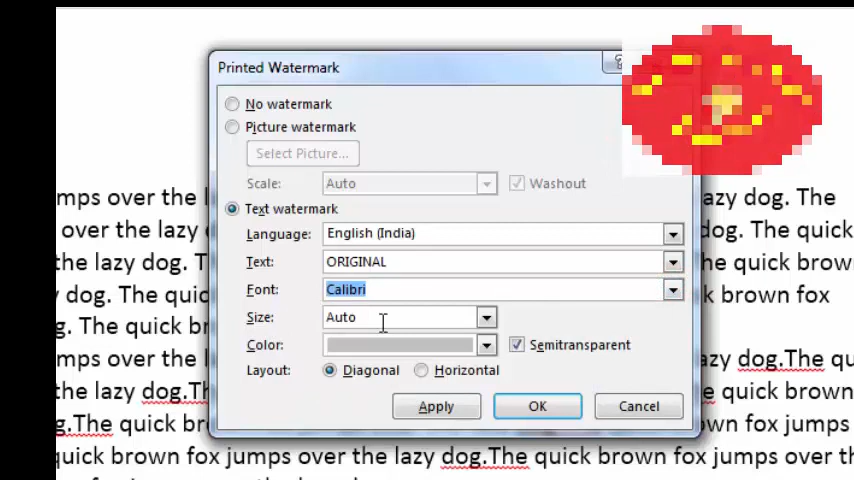 Printed Watermark
No watermark
Picture watermark
Select Picture...
Scale: Auto Washout
mps over the l azy dog. The
Text watermark
over the lazy dog. The quick
Language: English (India)
the lazy dog. T he quick brow
Text: ORIGINAL
y dog. The quic k brown fox
Font: Calibri
g. The quick br
Size: Auto
Color: Semitransparent
mps over the l azy dog.The qu
Layout: Diagonal Horizontal
the lazy dog.Th e quick brown
Apply OK Cancel
g.The quick bro wn fox jumps
quick brown fox jumps over the lazy dog.The quick brown fox jumps over th